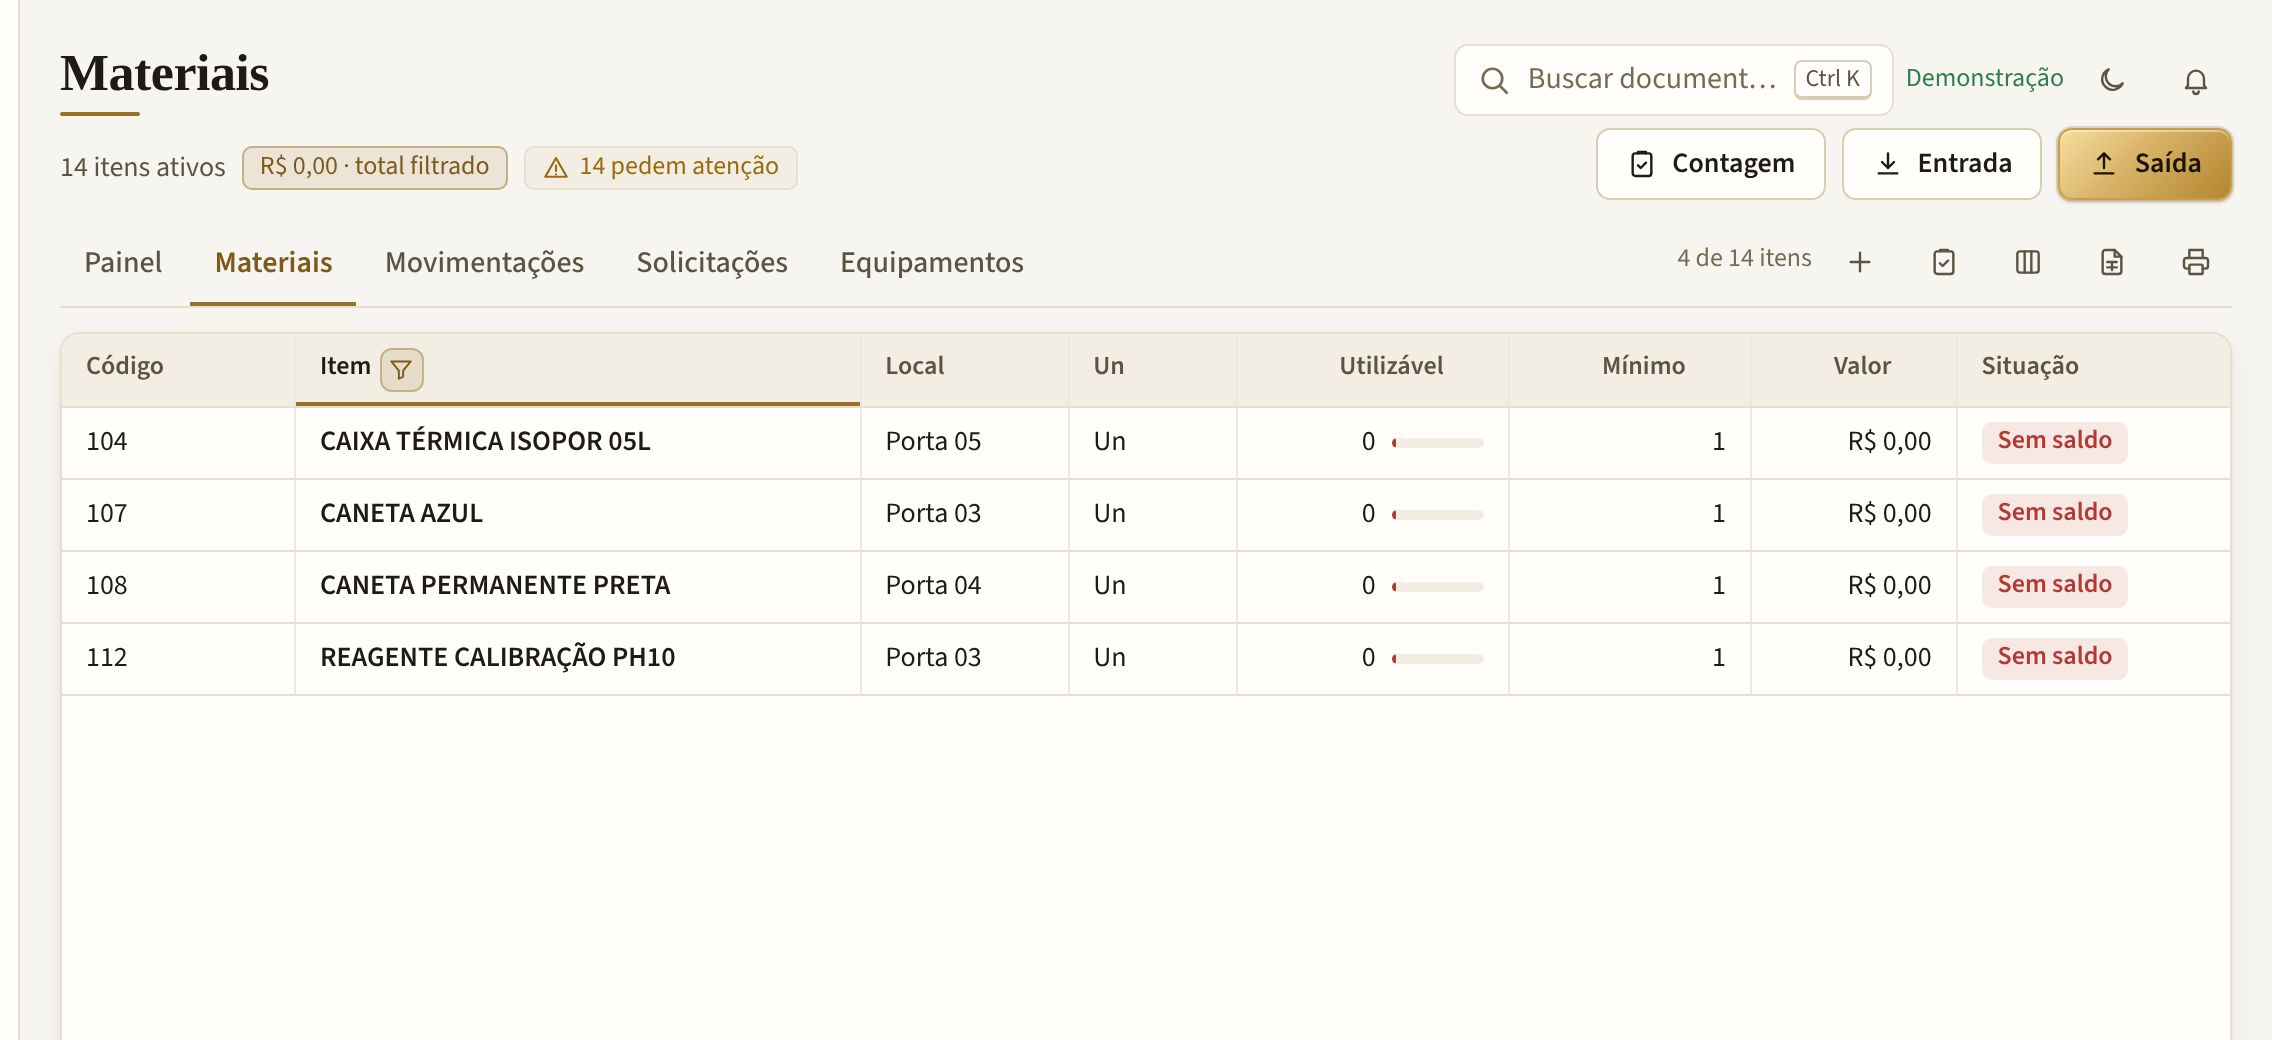 Materiais
Buscar document… Ctrl K Demonstração
14 itens ativos R$ 0,00 · total filtrado 14 pedem atenção
Contagem Entrada Saída
Painel Materiais Movimentações Solicitações Equipamentos 4 de 14 itens
Código Item Local Un Utilizável Mínimo Valor Situação
104 CAIXA TÉRMICA ISOPOR 05L Porta 05 Un 0 1 R$ 0,00 Sem saldo
107 CANETA AZUL Porta 03 Un 0 1 R$ 0,00 Sem saldo
108 CANETA PERMANENTE PRETA Porta 04 Un 0 1 R$ 0,00 Sem saldo
112 REAGENTE CALIBRAÇÃO PH10 Porta 03 Un 0 1 R$ 0,00 Sem saldo